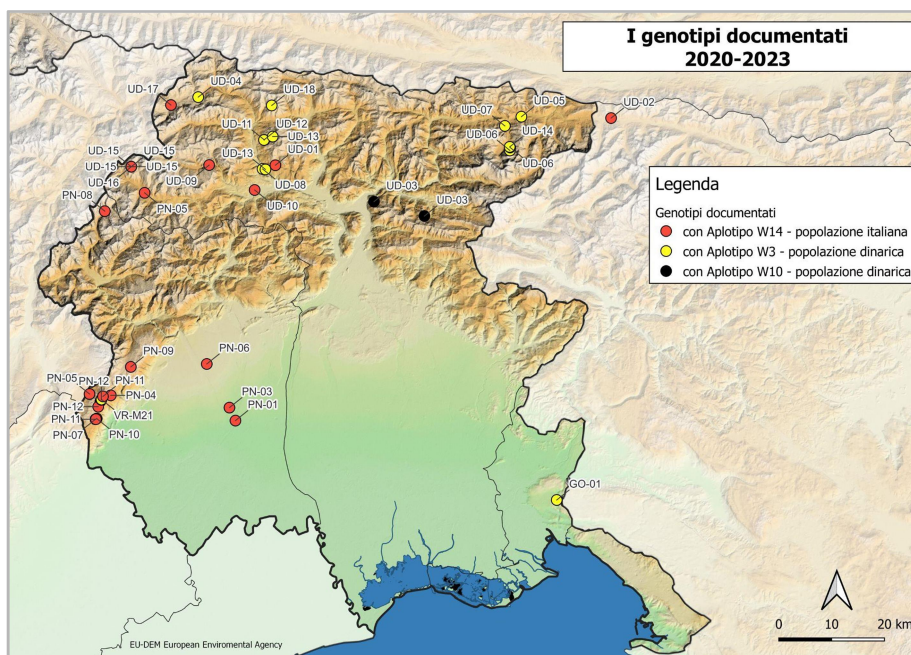 I genotipi documentati
2020-2023
UD-04
UD-17
UD-18
UD-05
UD-07
UD-02
UD-12
UD-11
UD-14
UD-13
UD-06
UD-15
UD-15
UD-01
UD-13
UD-15
UD-15
UD-06
UD-16
UD-09
UD-08
UD-03
PN-08
PN-05
UD-10
UD-03
Legenda
Genotipi documentati
con Aplotipo W14 - popolazione italiana
con Aplotipo W3 - popolazione dinarica
con Aplotipo W10 - popolazione dinarica
PN-09
PN-06
PN-05
PN-12
PN-11
PN-04
PN-03
PN-12
VR-M21
PN-01
PN-11
PN-07
PN-10
GO-01
EU-DEM European Enviromental Agency
0 10 20 km